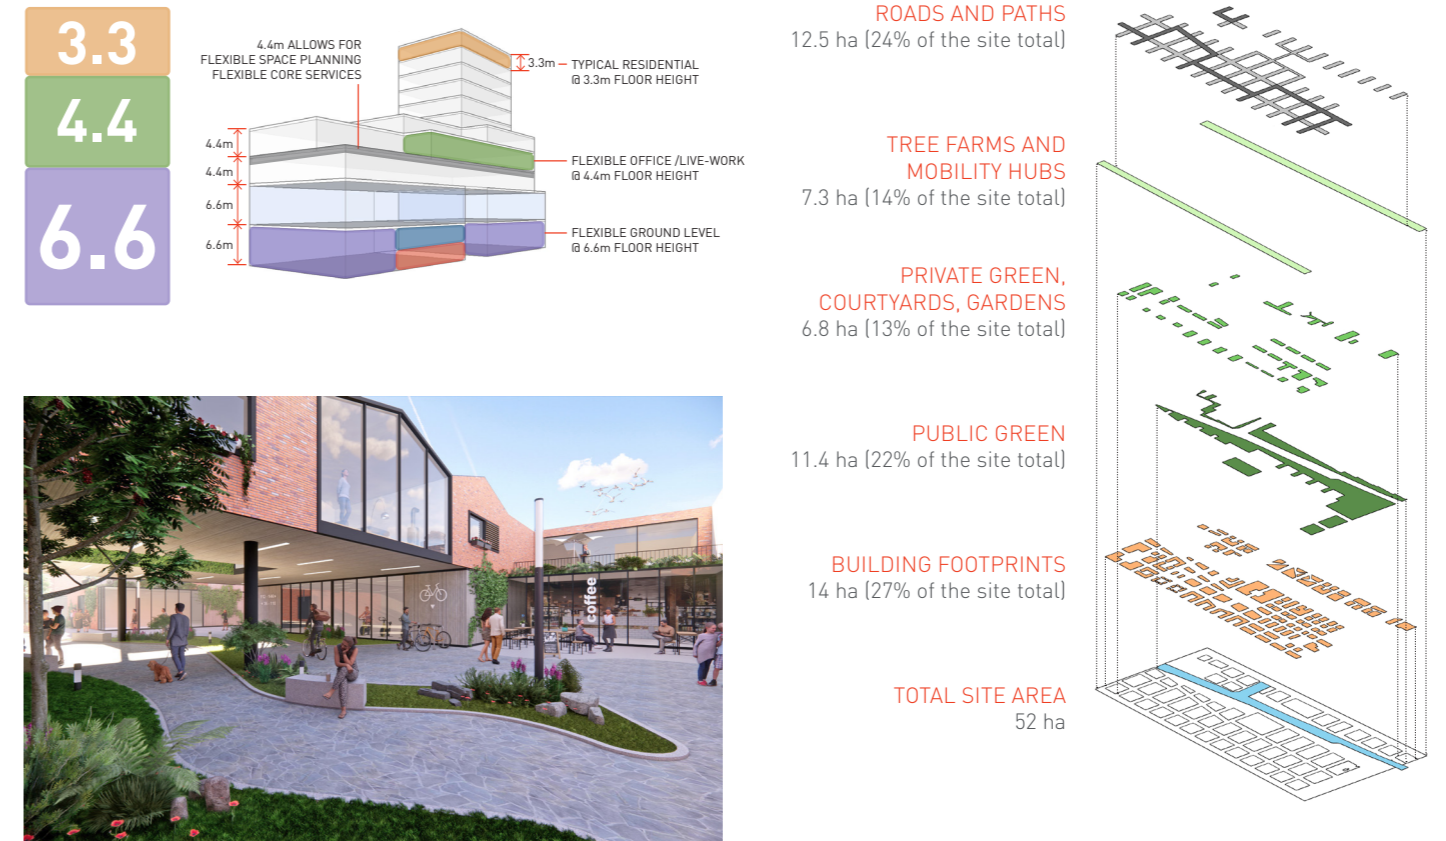 3.3
4.4
6.6
4.4m ALLOWS FOR
FLEXIBLE SPACE PLANNING
FLEXIBLE CORE SERVICES
3.3m
TYPICAL RESIDENTIAL
@ 3.3m FLOOR HEIGHT
4.4m
4.4m
6.6m
6.6m
FLEXIBLE OFFICE /LIVE-WORK
@ 4.4m FLOOR HEIGHT
FLEXIBLE GROUND LEVEL
@ 6.6m FLOOR HEIGHT
coffee
ROADS AND PATHS
12.5 ha (24% of the site total)
TREE FARMS AND
MOBILITY HUBS
7.3 ha (14% of the site total)
PRIVATE GREEN,
COURTYARDS, GARDENS
6.8 ha (13% of the site total)
PUBLIC GREEN
11.4 ha (22% of the site total)
BUILDING FOOTPRINTS
14 ha (27% of the site total)
TOTAL SITE AREA
52 ha